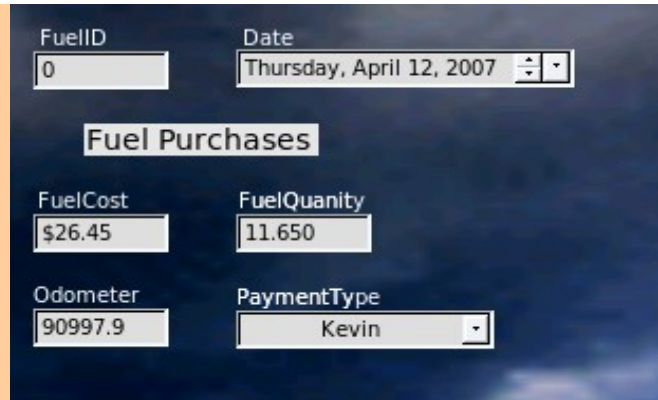 FuelID Date
0 Thursday, April 12, 2007
Fuel Purchases
FuelCost FuelQuanity
$26.45 11.650
Odometer PaymentType
90997.9 Kevin